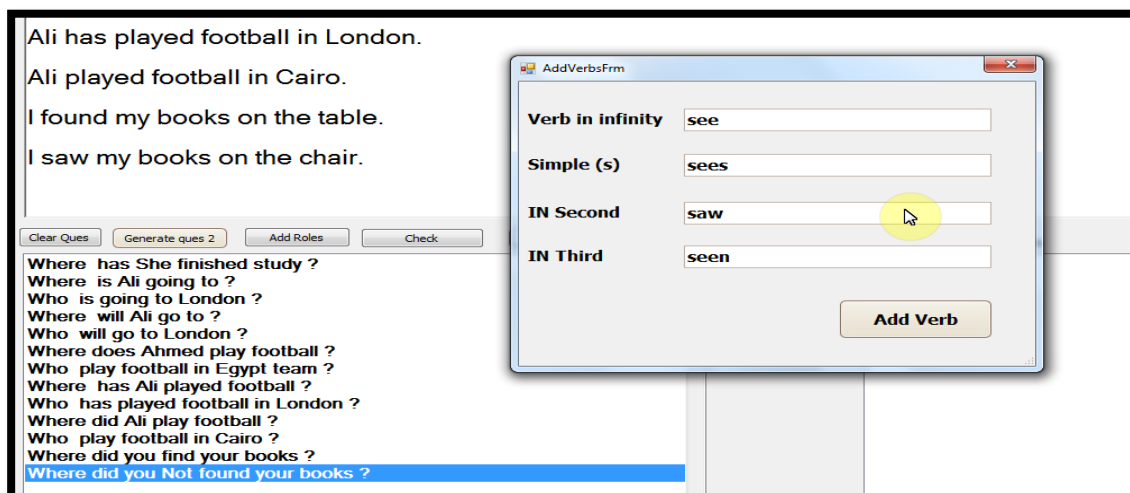 Ali has played football in London.
Ali played football in Cairo.
I found my books on the table.
I saw my books on the chair.
AddVerbsFrm
Verb in infinity see
Simple (s) sees
IN Second saw
IN Third seen
Add Verb
Clear Ques Generate ques 2 Add Roles Check
Where has She finished study ?
Where is Ali going to ?
Who is going to London ?
Where will Ali go to ?
Who will go to London ?
Where does Ahmed play football ?
Who play football in Egypt team ?
Where has Ali played football ?
Who has played football in London ?
Where did Ali play football ?
Who play football in Cairo ?
Where did you find your books ?
Where did you Not found your books ?